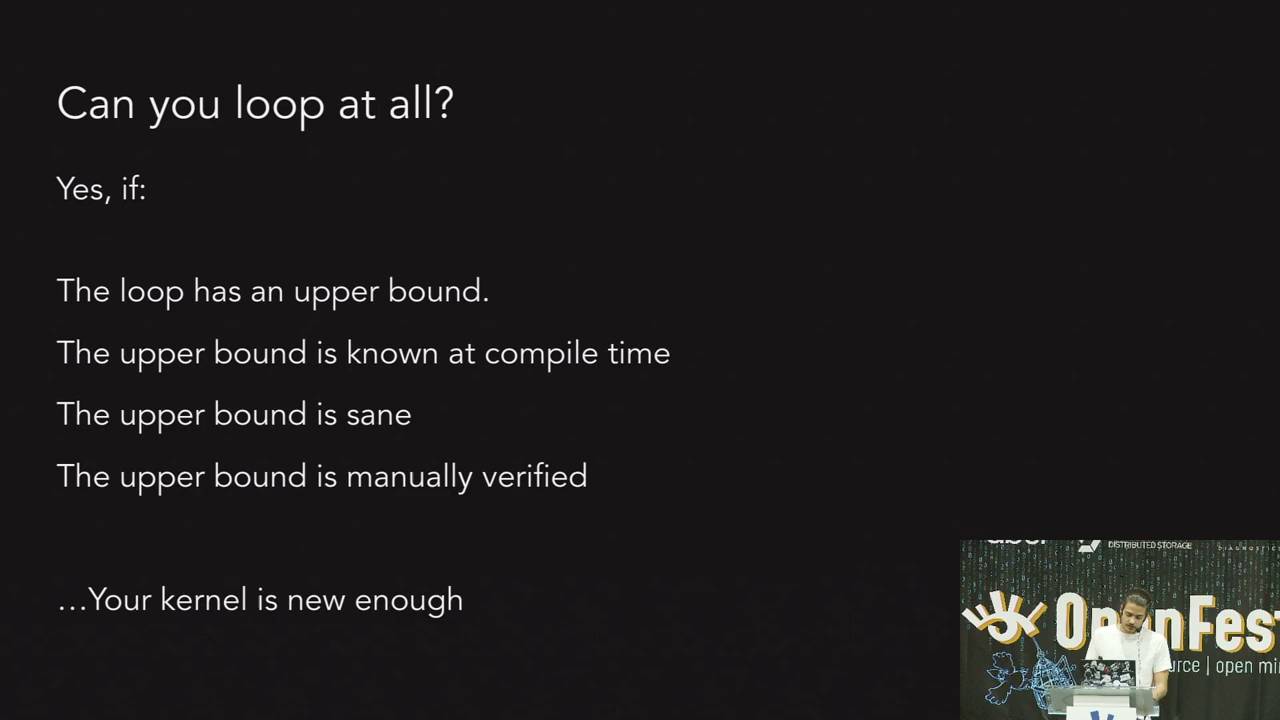 Can you loop at all?
Yes, if:
The loop has an upper bound.
The upper bound is known at compile time
The upper bound is sane
The upper bound is manually verified
…Your kernel is new enough
DISTRIBUTED STORAGE
OpenFest
open